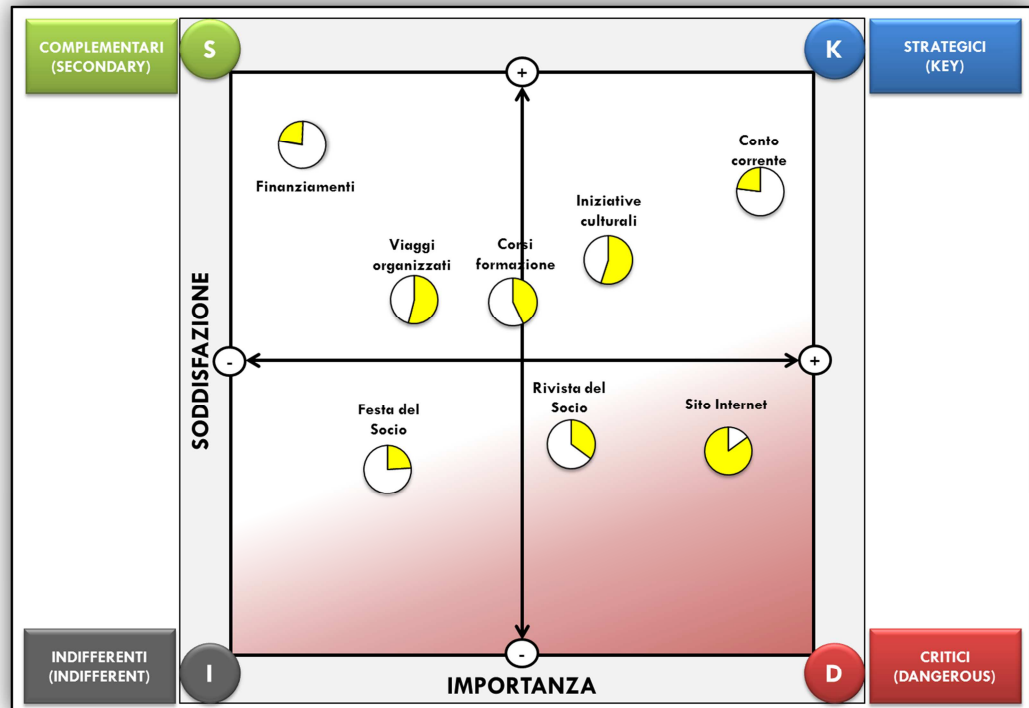 COMPLEMENTARI
(SECONDARY)
S
+
K
STRATEGICI
(KEY)
Finanziamenti
Conto
corrente
Iniziative
culturali
Viaggi
organizzati
Corsi
formazione
SODDISFAZIONE
-
+
Festa del
Socio
Rivista del
Socio
Sito Internet
INDIFFERENTI
(INDIFFERENT)
I
-
IMPORTANZA
D
CRITICI
(DANGEROUS)